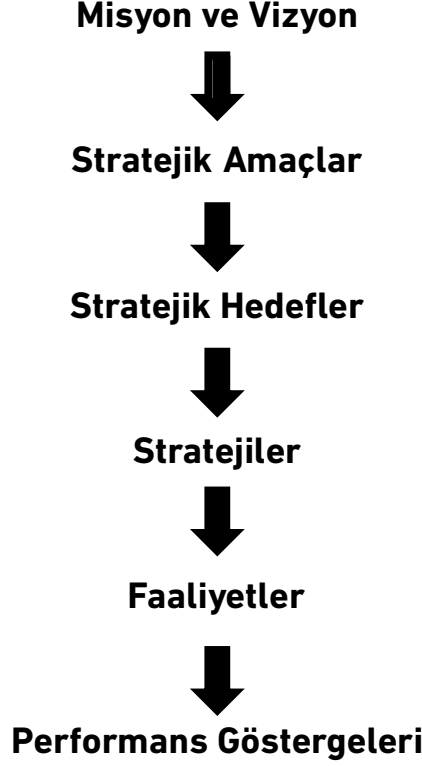 Misyon ve Vizyon
Stratejik Amaçlar
Stratejik Hedefler
Stratejiler
Faaliyetler
Performans Göstergeleri